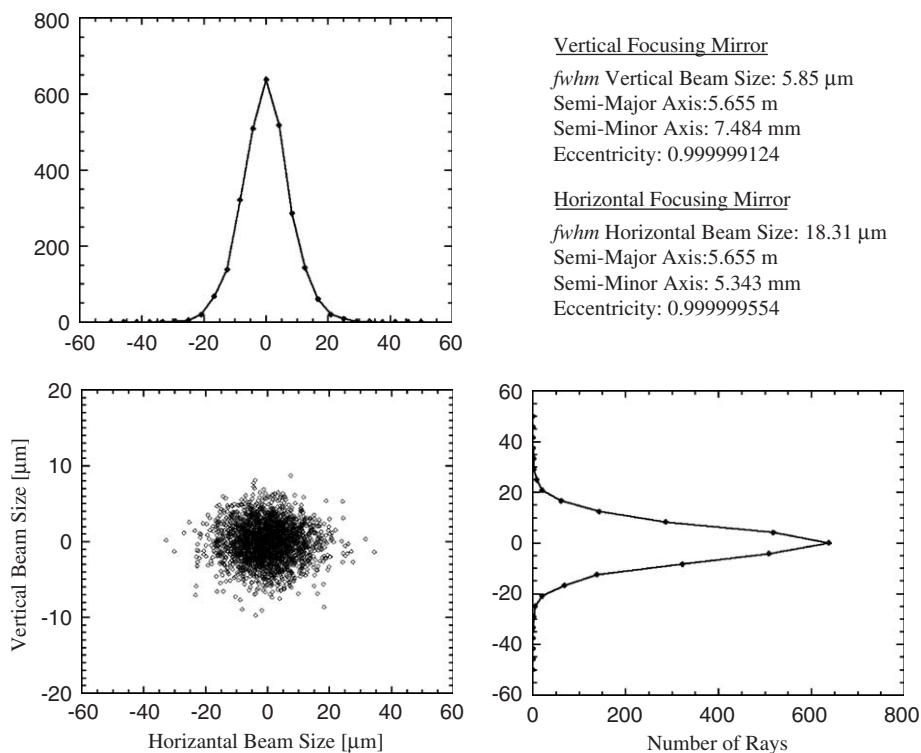 800
600
400
200
0
-60 -40 -20 0 20 40 60
Vertical Focusing Mirror
fwhm Vertical Beam Size: 5.85 μm
Semi-Major Axis:5.655 m
Semi-Minor Axis: 7.484 mm
Eccentricity: 0.999999124
Horizontal Focusing Mirror
fwhm Horizontal Beam Size: 18.31 μm
Semi-Major Axis:5.655 m
Semi-Minor Axis: 5.343 mm
Eccentricity: 0.999999554
Vertical Beam Size [μm]
20
10
0
-10
-20
-60 -40 -20 0 20 40 60
Horizantal Beam Size [μm]
60
40
20
0
-20
-40
-60
0 200 400 600 800
Number of Rays